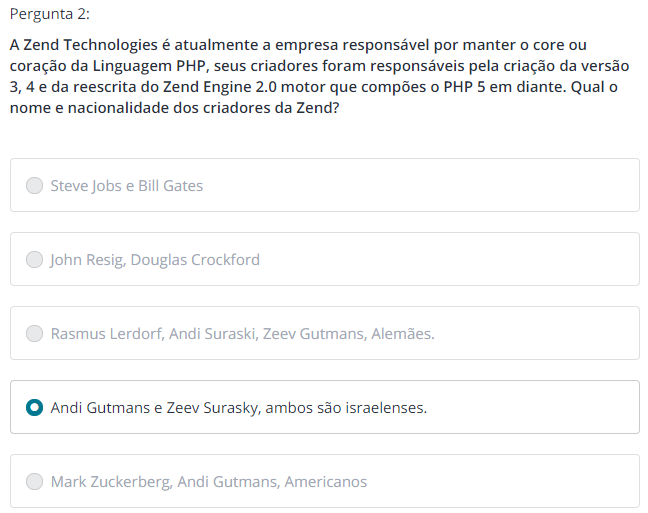 Pergunta 2:
A Zend Technologies é atualmente a empresa responsável por manter o core ou
coração da Linguagem PHP, seus criadores foram responsáveis pela criação da versão
3, 4 e da reescrita do Zend Engine 2.0 motor que compões o PHP 5 em diante. Qual o
nome e nacionalidade dos criadores da Zend?
Steve Jobs e Bill Gates
John Resig, Douglas Crockford
Rasmus Lerdorf, Andi Suraski, Zeev Gutmans, Alemães.
Andi Gutmans e Zeev Surasky, ambos são israelenses.
Mark Zuckerberg, Andi Gutmans, Americanos